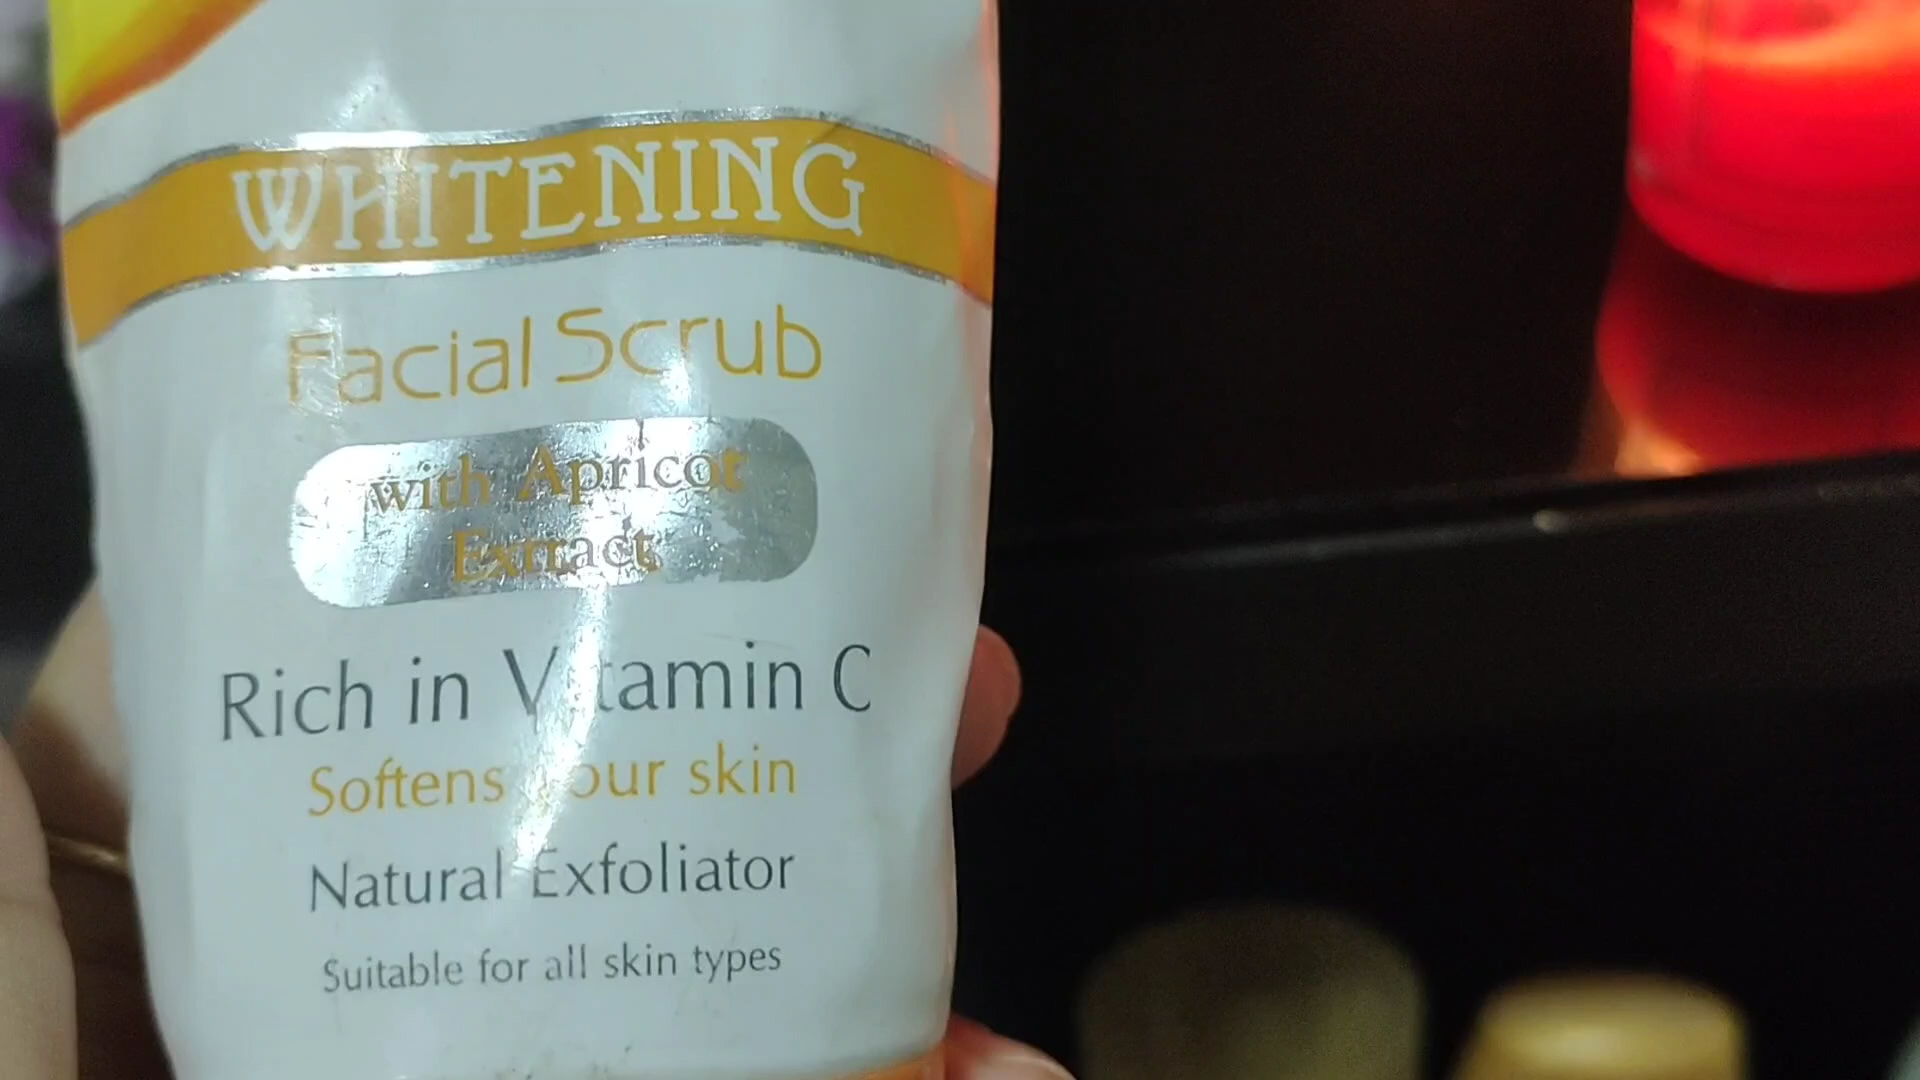 WHITENING
Facial Scrub
with Apricot
Extract
Rich in Vitamin C
Softens your skin
Natural Exfoliator
Suitable for all skin types